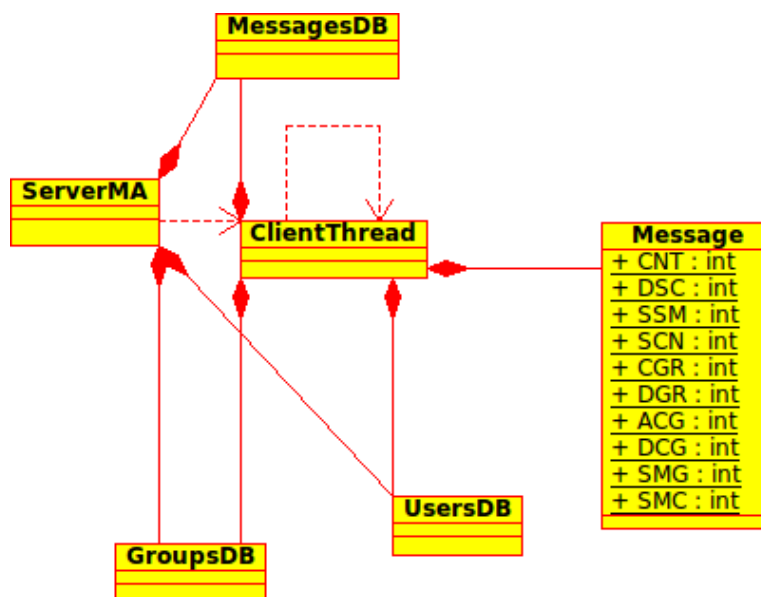 MessagesDB
ServerMA
ClientThread
Message
+ CNT : int
+ DSC : int
+ SSM : int
+ SCN : int
+ CGR : int
+ DGR : int
+ ACG : int
+ DCG : int
+ SMG : int
+ SMC : int
UsersDB
GroupsDB